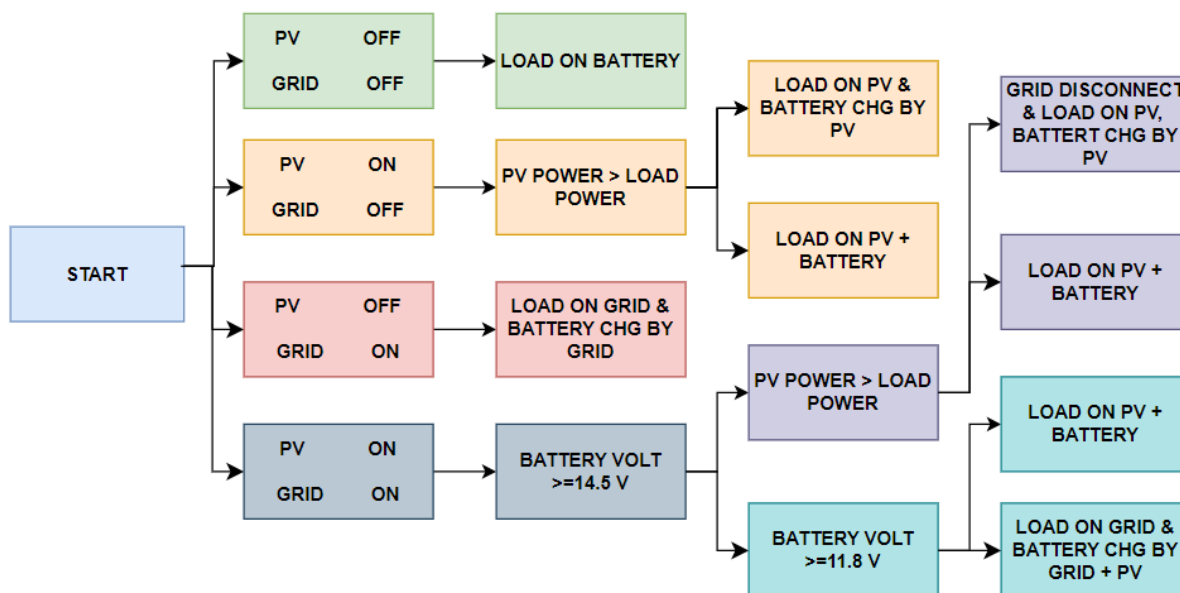 PV OFF
GRID OFF
LOAD ON BATTERY
PV ON
GRID OFF
PV POWER > LOAD
POWER
LOAD ON PV &
BATTERY CHG BY
PV
LOAD ON PV +
BATTERY
START
PV OFF
GRID ON
LOAD ON GRID &
BATTERY CHG BY
GRID
PV ON
GRID ON
BATTERY VOLT
>=14.5 V
PV POWER > LOAD
POWER
GRID DISCONNECT
& LOAD ON PV,
BATTERT CHG BY
PV
LOAD ON PV +
BATTERY
BATTERY VOLT
>=11.8 V
LOAD ON PV +
BATTERY
LOAD ON GRID &
BATTERY CHG BY
GRID + PV